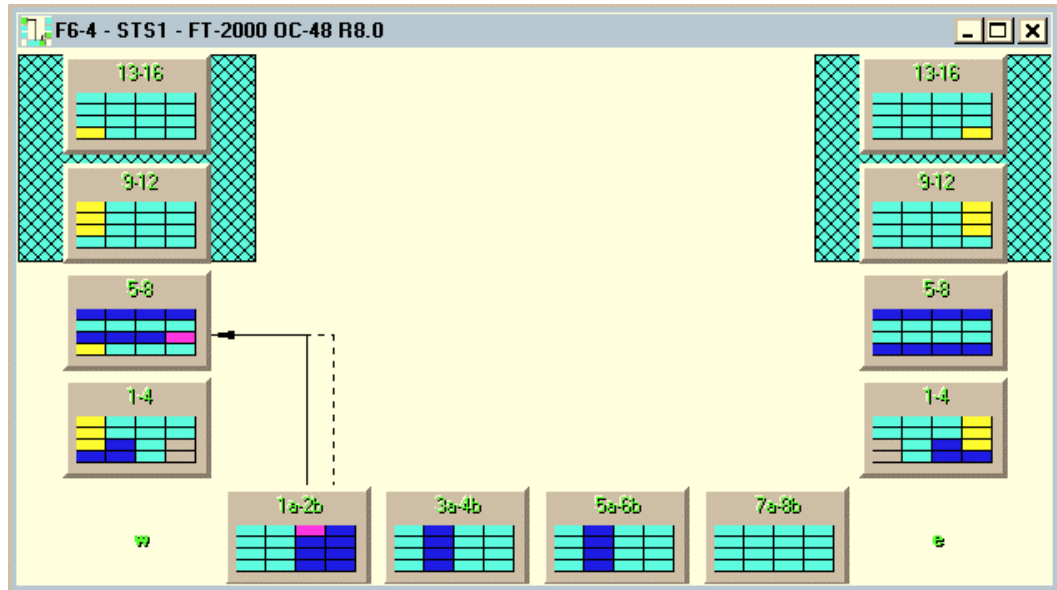 F6-4 - STS1 - FT-2000 OC-48 R8.0
13-16
13-16
9-12
9-12
5-8
5-8
1-4
1-4
1a-2b
3a-4b
5a-6b
7a-8b
w
e